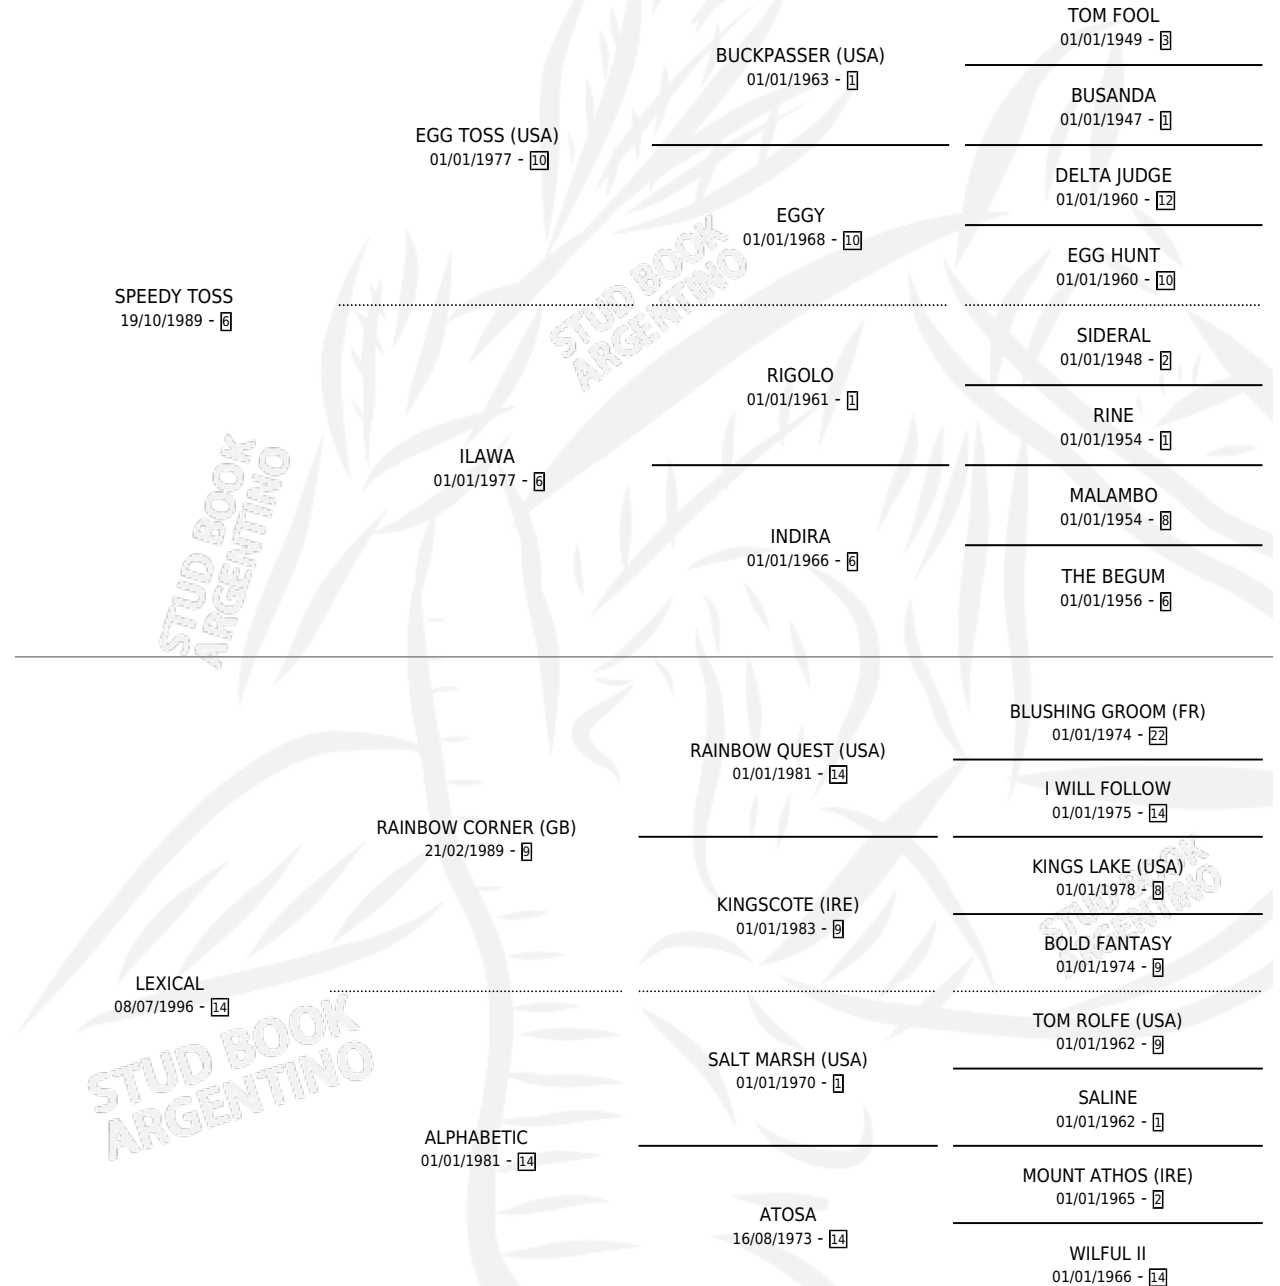 TOM FOOL
01/01/1949 - 3
BUCKPASSER (USA)
01/01/1963 - 1
BUSANDA
01/01/1947 - 1
EGG TOSS (USA)
01/01/1977 - 10
DELTA JUDGE
01/01/1960 - 12
EGGY
01/01/1968 - 10
EGG HUNT
01/01/1960 - 10
SPEEDY TOSS
19/10/1989 - 6
SIDERAL
01/01/1948 - 2
RIGOLO
01/01/1961 - 1
RINE
01/01/1954 - 1
ILAWA
01/01/1977 - 6
MALAMBO
01/01/1954 - 8
INDIRA
01/01/1966 - 6
THE BEGUM
01/01/1956 - 6
BLUSHING GROOM (FR)
01/01/1974 - 22
RAINBOW QUEST (USA)
01/01/1981 - 14
I WILL FOLLOW
01/01/1975 - 14
RAINBOW CORNER (GB)
21/02/1989 - 9
KINGS LAKE (USA)
01/01/1978 - 8
KINGSCOTE (IRE)
01/01/1983 - 9
BOLD FANTASY
01/01/1974 - 9
LEXICAL
08/07/1996 - 14
TOM ROLFE (USA)
01/01/1962 - 9
SALT MARSH (USA)
01/01/1970 - 1
SALINE
01/01/1962 - 1
ALPHABETIC
01/01/1981 - 14
MOUNT ATHOS (IRE)
01/01/1965 - 2
ATOSA
16/08/1973 - 14
WILFUL II
01/01/1966 - 14
STUD BOOK
ARGENTINO
STUD BOOK
ARGENTINO
STUD BOOK
ARGENTINO
STUD BOOK
ARGENTINO